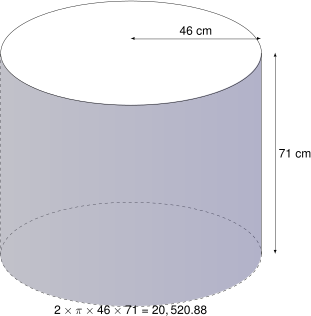 46 cm
71 cm
2 × π × 46 × 71 = 20,520.88